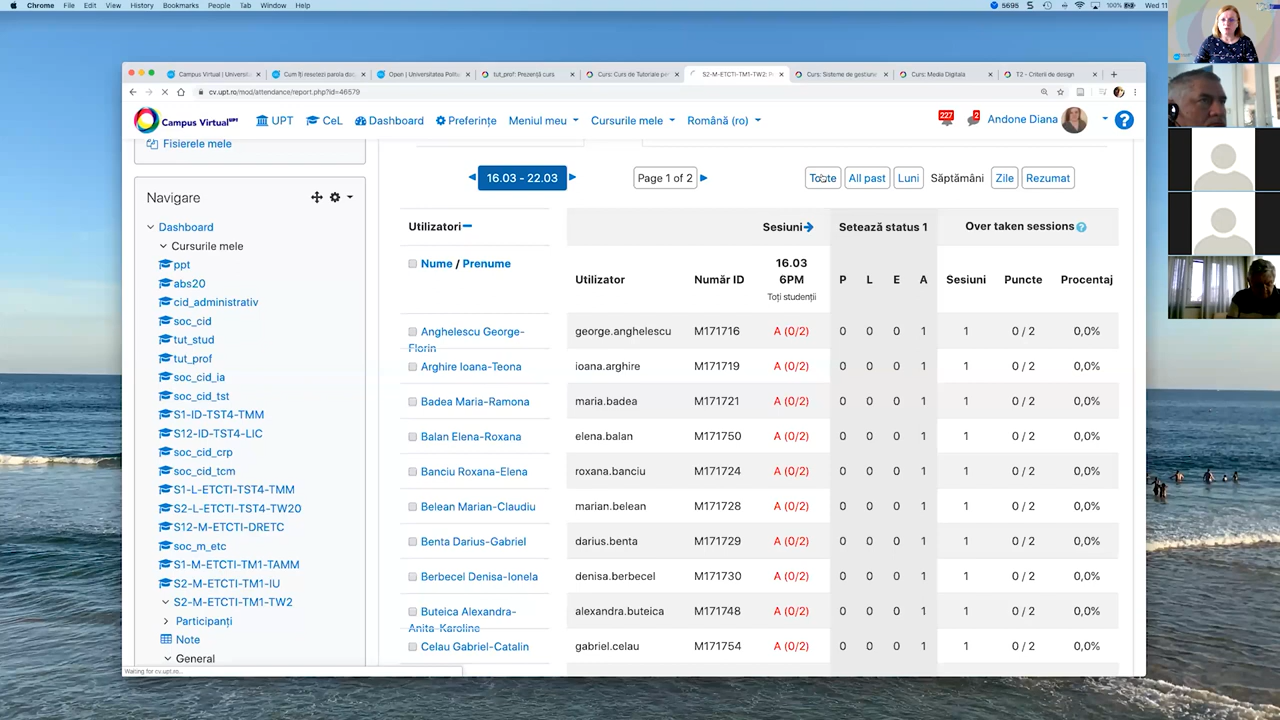 Chrome File Edit View History Bookmarks People Tab Window Help
5695 100% Wed 11
Campus Virtual | Universit
Cum îți resetezi parola da
Open | Universitatea Polit
tut_prof: Prezență curs
Curs: Curs de Tutoriale pe
S2-M-ETCTI-TM1-TW2: P
Curs: Sisteme de gestiune
Curs: Media Digitala
T2 - Criterii de design
cv.upt.ro/mod/attendance/report.php?id=46579
Campus Virtual UPT
UPT CeL Dashboard Preferințe Meniul meu Cursurile mele Română (ro) 227 2 Andone Diana ?
Fisierele mele
16.03 - 22.03 Page 1 of 2 Toate All past Luni Săptămâni Zile Rezumat
Navigare
Dashboard
Cursurile mele
ppt
abs20
cid_administrativ
soc_cid
tut_stud
tut_prof
soc_cid_ia
soc_cid_tst
S1-ID-TST4-TMM
S12-ID-TST4-LIC
soc_cid_crp
soc_cid_tcm
S1-L-ETCTI-TST4-TMM
S2-L-ETCTI-TST4-TW20
S12-M-ETCTI-DRETC
soc_m_etc
S1-M-ETCTI-TM1-TAMM
S2-M-ETCTI-TM1-IU
S2-M-ETCTI-TM1-TW2
Participanți
Note
General
Utilizatori Sesiuni Setează status 1 Over taken sessions ?
Nume / Prenume Utilizator Număr ID 16.03 6PM Toți studenții P L E A Sesiuni Puncte Procentaj
Anghelescu George-Florin george.anghelescu M171716 A (0/2) 0 0 0 1 1 0 / 2 0,0%
Arghire Ioana-Teona ioana.arghire M171719 A (0/2) 0 0 0 1 1 0 / 2 0,0%
Badea Maria-Ramona maria.badea M171721 A (0/2) 0 0 0 1 1 0 / 2 0,0%
Balan Elena-Roxana elena.balan M171750 A (0/2) 0 0 0 1 1 0 / 2 0,0%
Banciu Roxana-Elena roxana.banciu M171724 A (0/2) 0 0 0 1 1 0 / 2 0,0%
Belean Marian-Claudiu marian.belean M171728 A (0/2) 0 0 0 1 1 0 / 2 0,0%
Benta Darius-Gabriel darius.benta M171729 A (0/2) 0 0 0 1 1 0 / 2 0,0%
Berbecel Denisa-Ionela denisa.berbecel M171730 A (0/2) 0 0 0 1 1 0 / 2 0,0%
Buteica Alexandra-Anita-Karoline alexandra.buteica M171748 A (0/2) 0 0 0 1 1 0 / 2 0,0%
Celau Gabriel-Catalin gabriel.celau M171754 A (0/2) 0 0 0 1 1 0 / 2 0,0%
Waiting for cv.upt.ro...